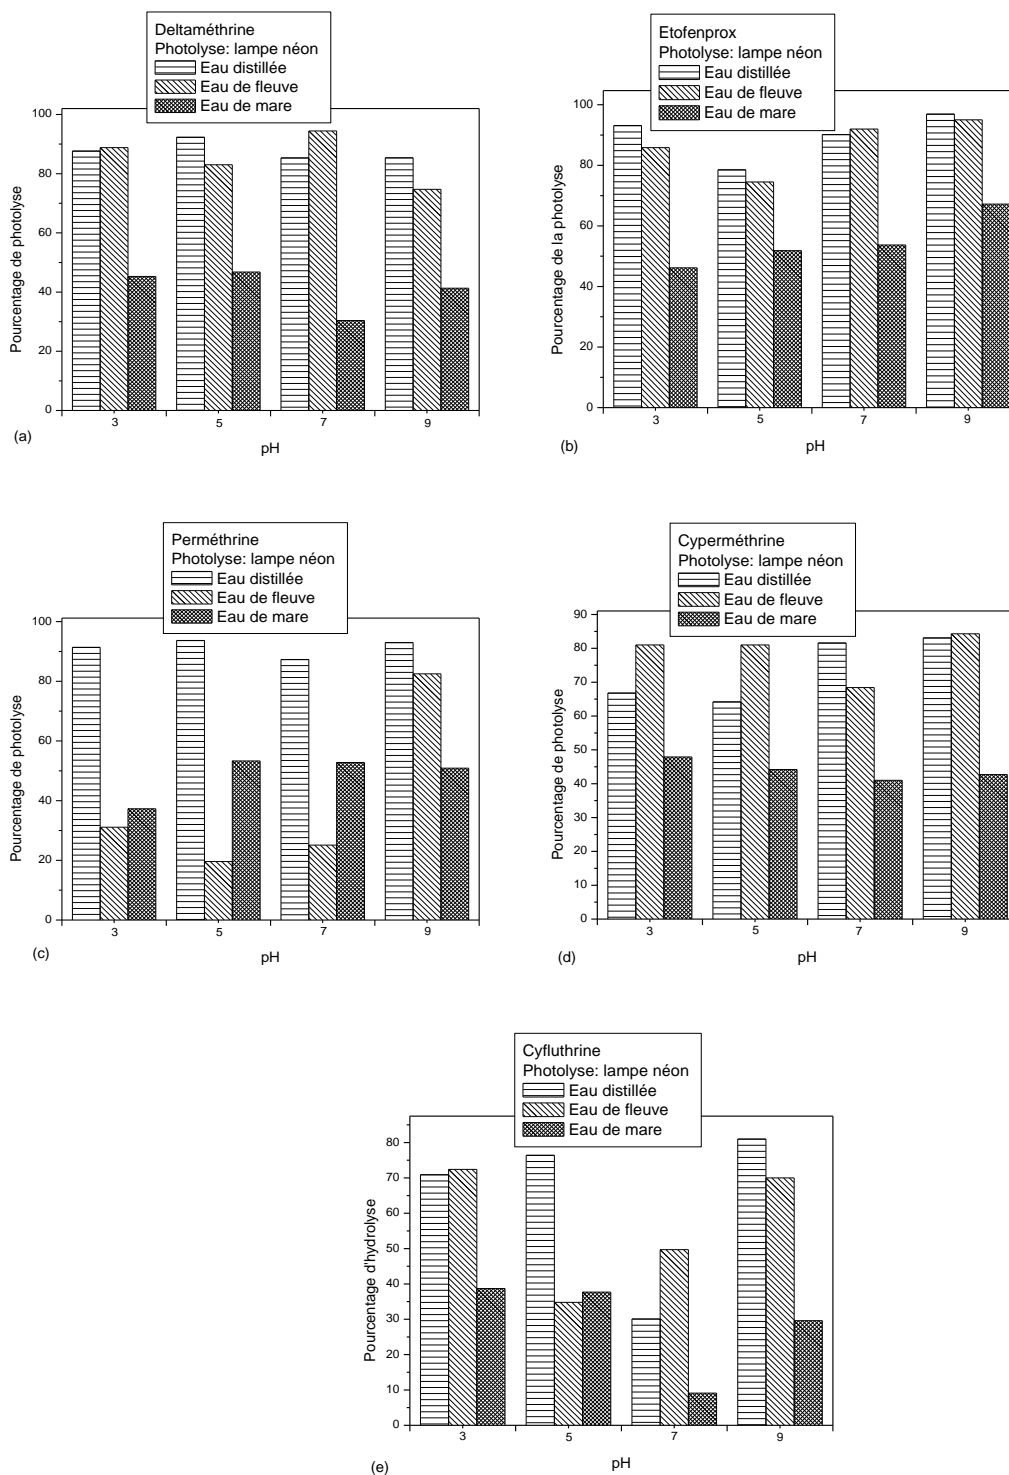 Deltaméthrine
Photolyse: lampe néon
Eau distillée
Eau de fleuve
Eau de mare
Pourcentage de photolyse
100
80
60
40
20
0
3 5 7 9
pH
(a)
Etofenprox
Photolyse: lampe néon
Eau distillée
Eau de fleuve
Eau de mare
Pourcentage de la photolyse
100
80
60
40
20
0
3 5 7 9
pH
(b)
Perméthrine
Photolyse: lampe néon
Eau distillée
Eau de fleuve
Eau de mare
Pourcentage de photolyse
100
80
60
40
20
0
3 5 7 9
pH
(c)
Cyperméthrine
Photolyse: lampe néon
Eau distillée
Eau de fleuve
Eau de mare
Pourcentage de photolyse
90
80
70
60
50
40
30
20
10
0
3 5 7 9
pH
(d)
Cyfluthrine
Photolyse: lampe néon
Eau distillée
Eau de fleuve
Eau de mare
Pourcentage d'hydrolyse
80
70
60
50
40
30
20
10
0
3 5 7 9
pH
(e)